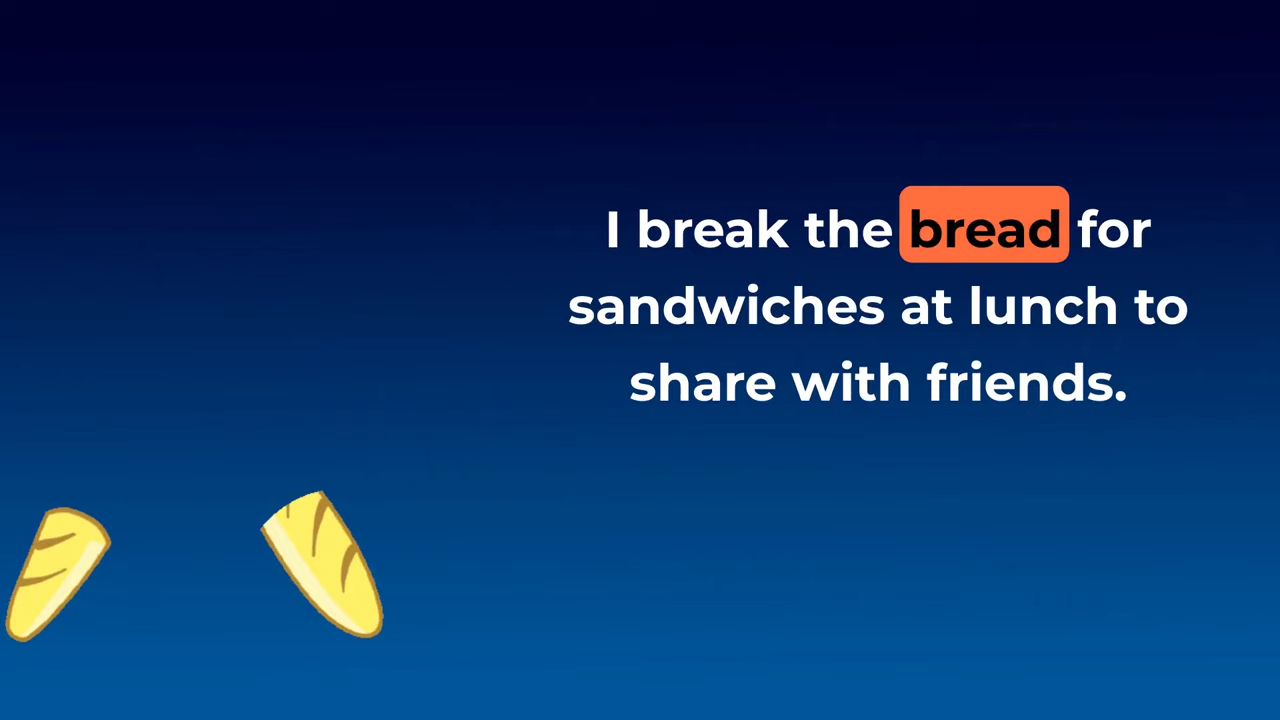 I break the bread for
sandwiches at lunch to
share with friends.